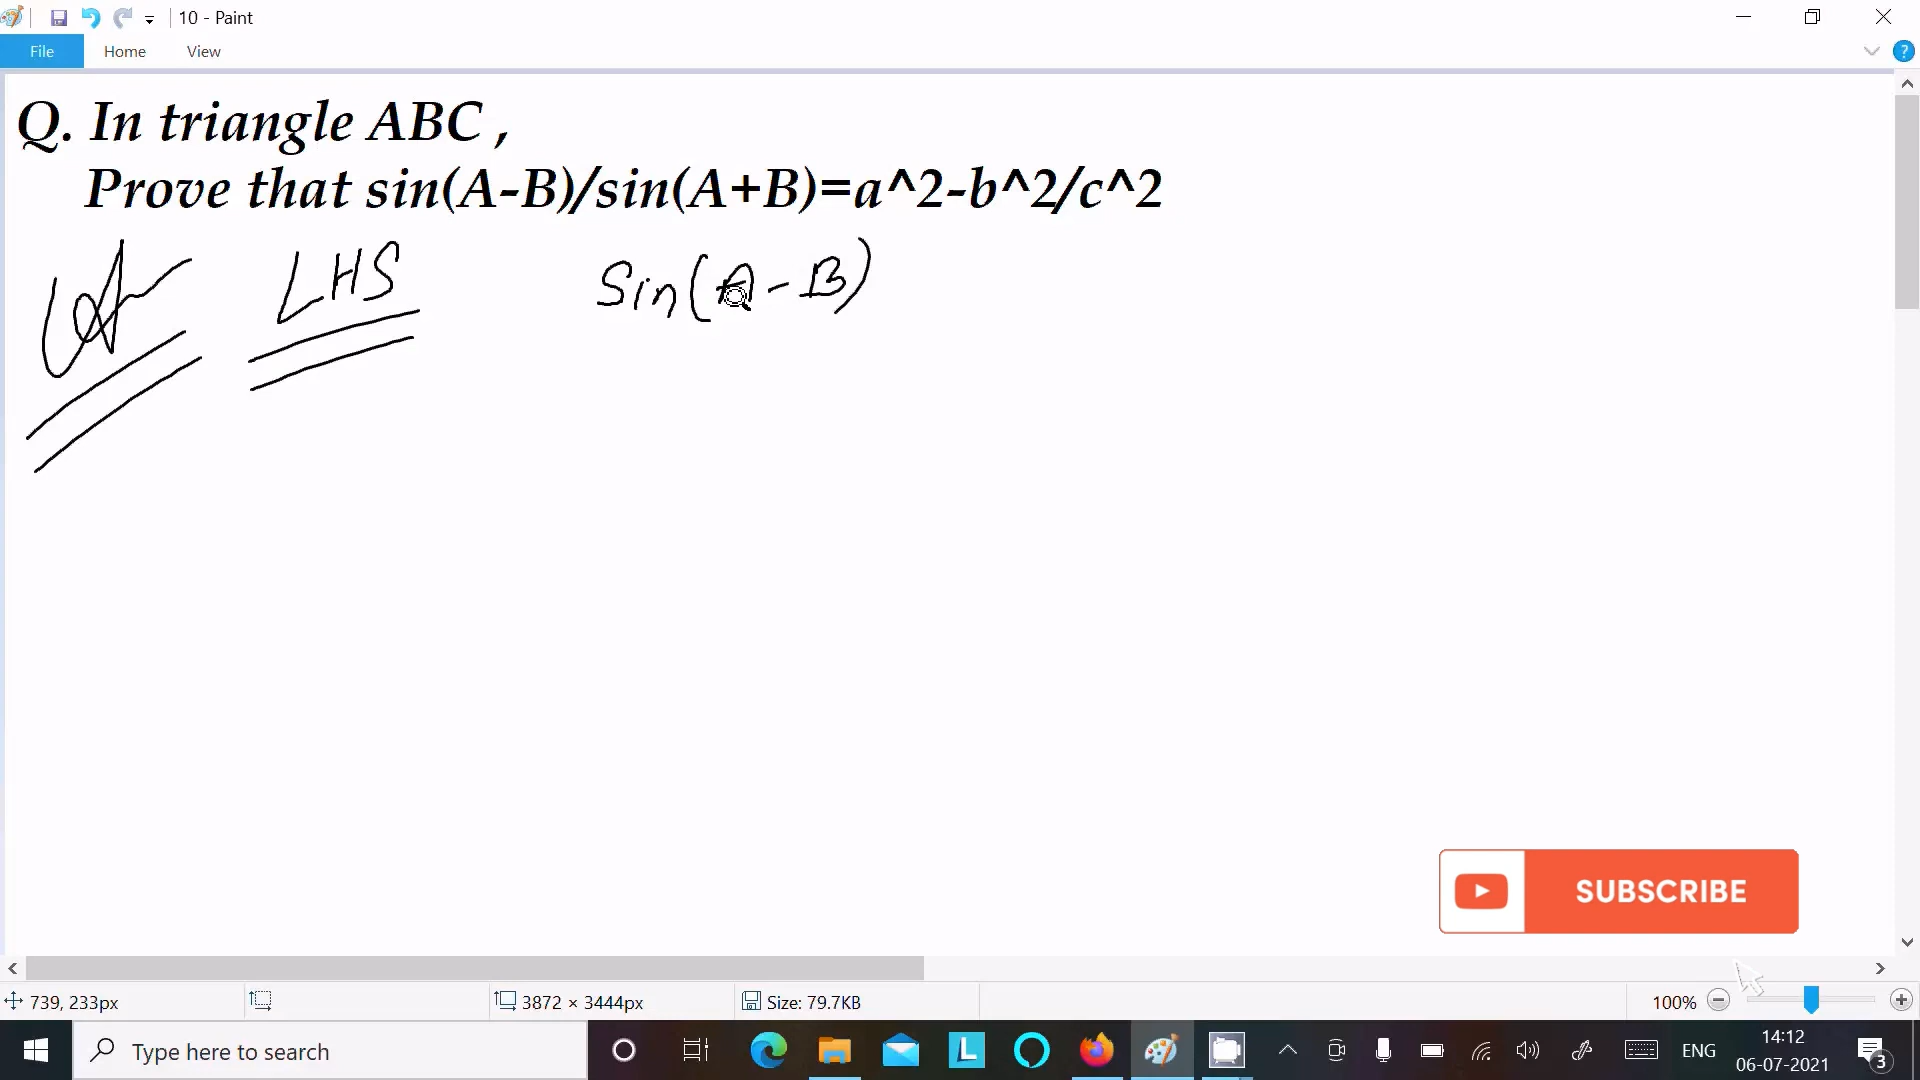 10 - Paint
File Home View
Q. In triangle ABC ,
Prove that sin(A-B)/sin(A+B)=a^2-b^2/c^2
LHS Sin(A-B)
SUBSCRIBE
739, 233px 3872 × 3444px Size: 79.7KB 100%
Type here to search L ENG 14:12
06-07-2021 3